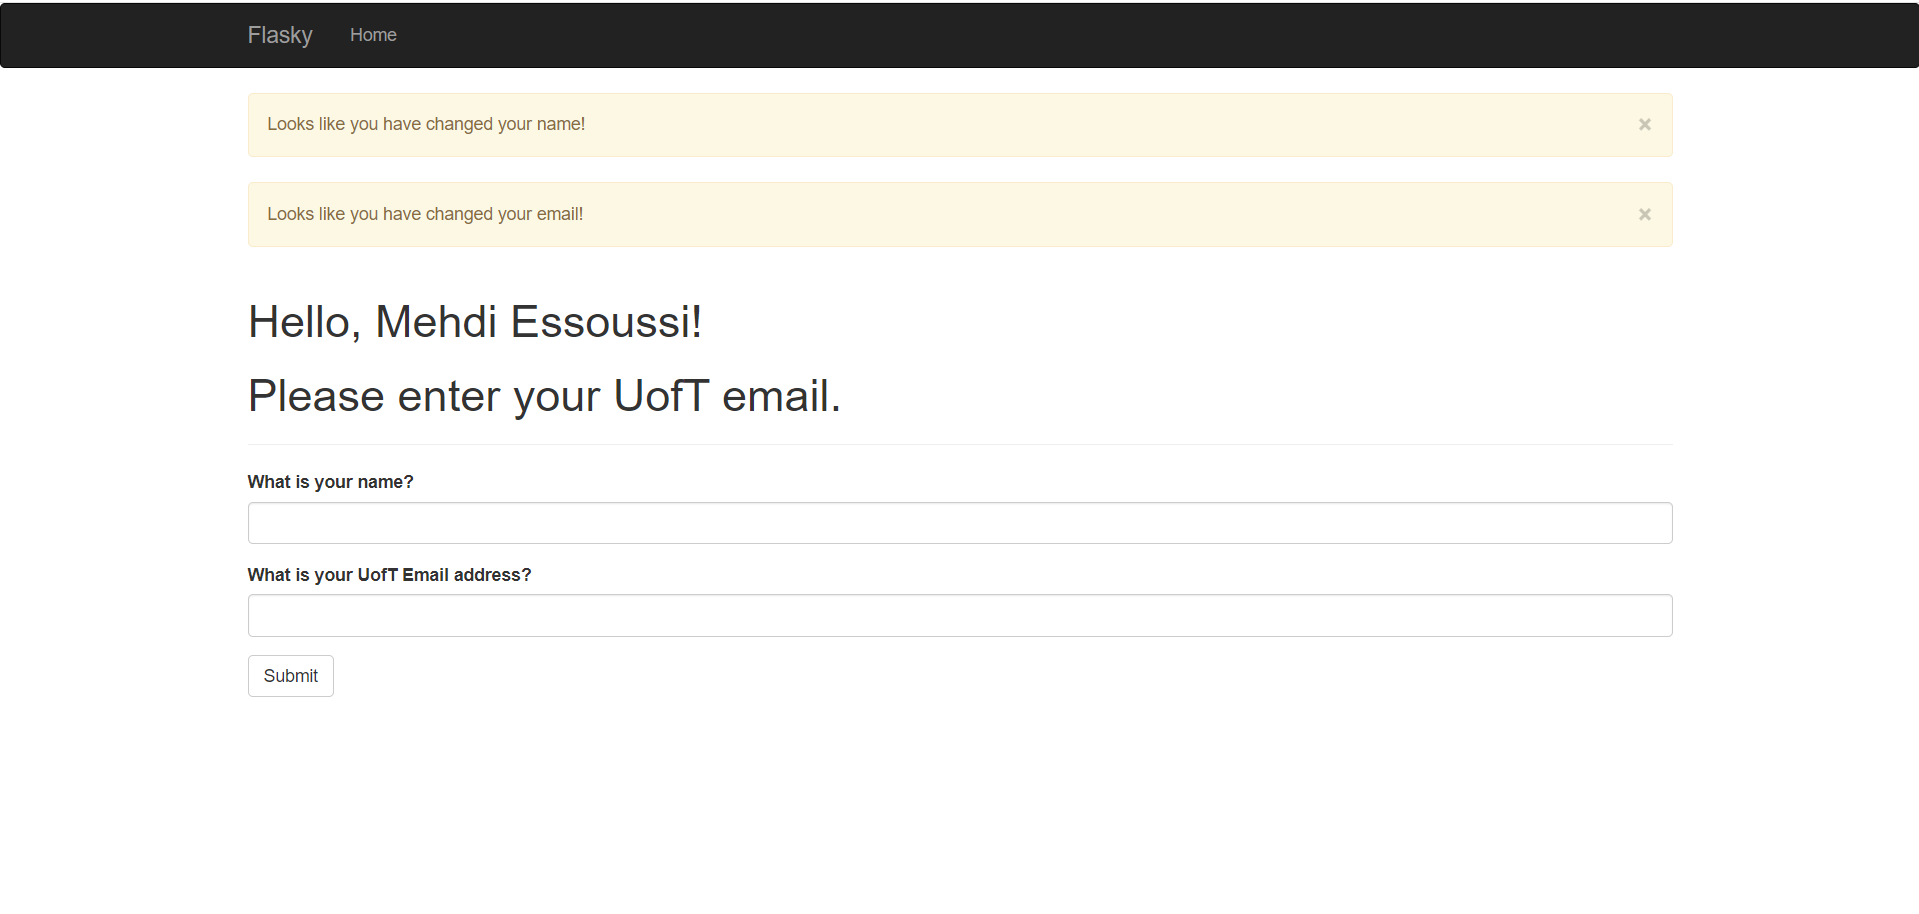 Flasky Home
Looks like you have changed your name! ×
Looks like you have changed your email! ×
Hello, Mehdi Essoussi!
Please enter your UofT email.
What is your name?
What is your UofT Email address?
Submit